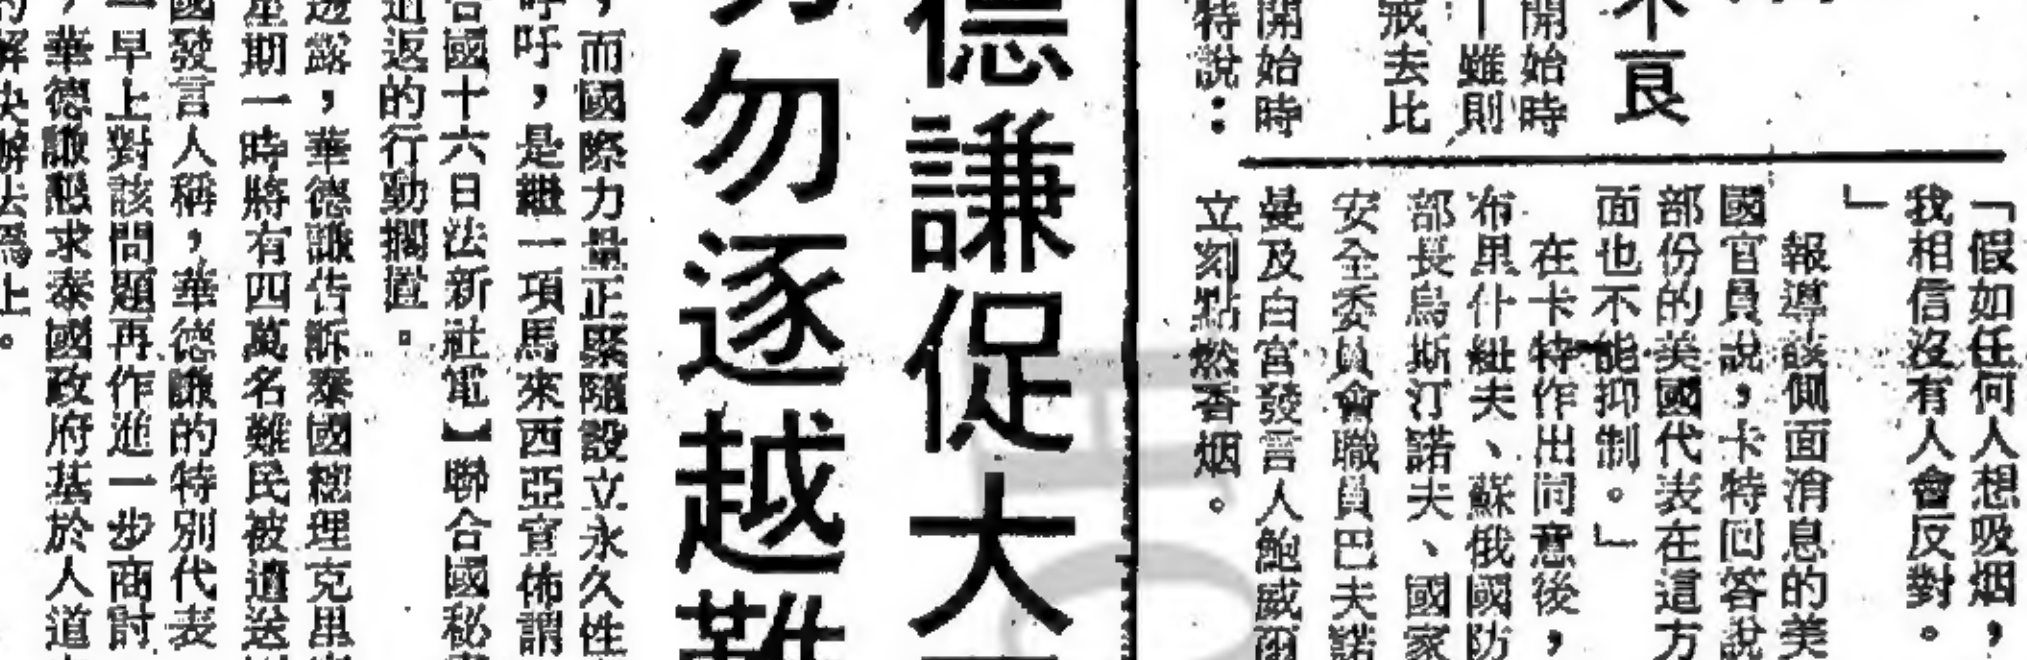 不良
開始時
雖則
戒去比
開始時
特說：
「假如任何人想吸烟，
我相信沒有人會反對。
」
報導該側面消息的美
國官員說，卡特回答說
部份的美國代表在這方
面也不能抑制。」
在卡特作出同意後，
布里什紐夫、蘇俄國防
部長烏斯汀諾夫、國家
安全委員會職員巴夫諾
曼及白宮發言人鮑威爾
立刻點燃香烟。
德謙促大
勿逐越難
，而國際力量正緊隨設立永久性
呼吁，是繼一項馬來西亞宣佈謂
合國十六日法新社電】聯合國秘
追返的行動擱置。
透露，華德謙告訴泰國總理克里
星期一時將有四萬名難民被遣送
國發言人稱，華德謙的特別代表
早上對該問題再作進一步商討
，華德謙懇求泰國政府基於人道
的解決辦法爲上。